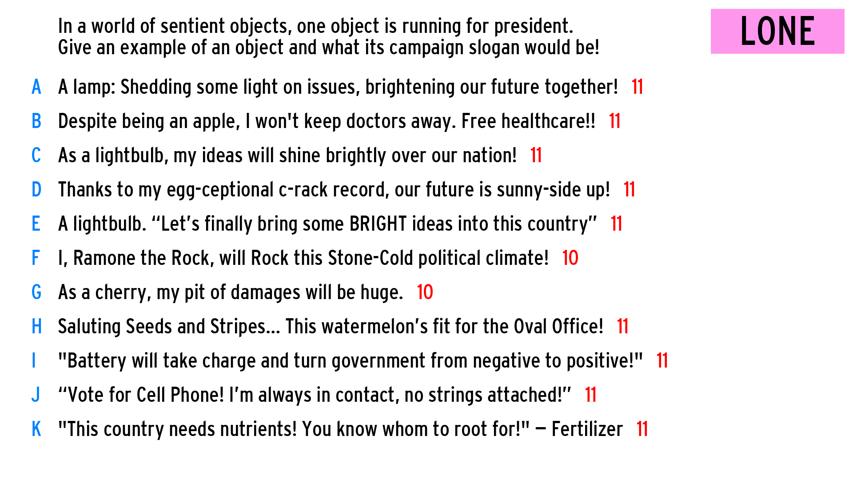 In a world of sentient objects, one object is running for president.
Give an example of an object and what its campaign slogan would be!
LONE
A A lamp: Shedding some light on issues, brightening our future together! 11
B Despite being an apple, I won't keep doctors away. Free healthcare!! 11
C As a lightbulb, my ideas will shine brightly over our nation! 11
D Thanks to my egg-ceptional c-rack record, our future is sunny-side up! 11
E A lightbulb. “Let’s finally bring some BRIGHT ideas into this country” 11
F I, Ramone the Rock, will Rock this Stone-Cold political climate! 10
G As a cherry, my pit of damages will be huge. 10
H Saluting Seeds and Stripes... This watermelon’s fit for the Oval Office! 11
I "Battery will take charge and turn government from negative to positive!" 11
J “Vote for Cell Phone! I’m always in contact, no strings attached!” 11
K "This country needs nutrients! You know whom to root for!" – Fertilizer 11